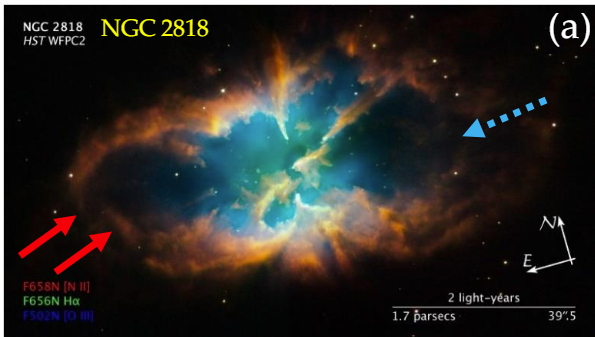 NGC 2818
HST WFPC2
NGC 2818
(a)
N
E
F658N [N II]
F656N Hα
F502N [O III]
2 light-years
1.7 parsecs 39".5